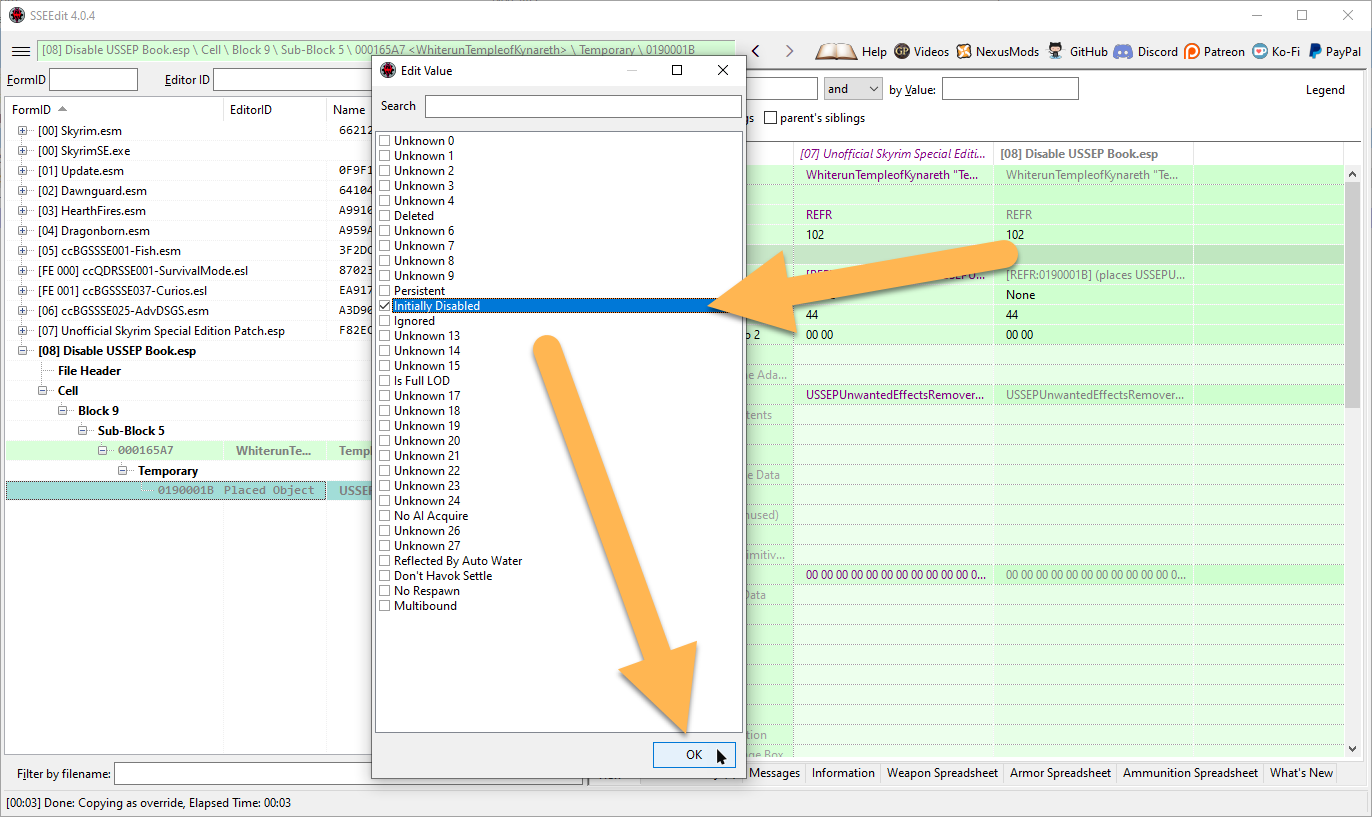 SSEEdit 4.0.4
[08] Disable USSEP Book.esp \ Cell \ Block 9 \ Sub-Block 5 \ 000165A7 <WhiterunTempleofKynareth> \ Temporary \ 0190001B
Help GP Videos NexusMods GitHub Discord Patreon Ko-Fi PayPal
FormID Editor ID
and by Value: Legend
parent's siblings
FormID EditorID Name
[00] Skyrim.esm 66212
[00] SkyrimSE.exe
[01] Update.esm 0F9F1
[02] Dawnguard.esm 64104
[03] HearthFires.esm A9910
[04] Dragonborn.esm A959A
[05] ccBGSSSE001-Fish.esm 3F2DC
[FE 000] ccQDRSSE001-SurvivalMode.esl 87023
[FE 001] ccBGSSSE037-Curios.esl EA917
[06] ccBGSSSE025-AdvDSGS.esm A3D90
[07] Unofficial Skyrim Special Edition Patch.esp F82EC
[08] Disable USSEP Book.esp
File Header
Cell
Block 9
Sub-Block 5
000165A7 WhiterunTe... Templ
Temporary
0190001B Placed Object USSEP
Edit Value
Search
Unknown 0
Unknown 1
Unknown 2
Unknown 3
Unknown 4
Deleted
Unknown 6
Unknown 7
Unknown 8
Unknown 9
Persistent
Initially Disabled
Ignored
Unknown 13
Unknown 14
Unknown 15
Is Full LOD
Unknown 17
Unknown 18
Unknown 19
Unknown 20
Unknown 21
Unknown 22
Unknown 23
Unknown 24
No AI Acquire
Unknown 26
Unknown 27
Reflected By Auto Water
Don't Havok Settle
No Respawn
Multibound
OK
[07] Unofficial Skyrim Special Editi... [08] Disable USSEP Book.esp
WhiterunTempleofKynareth "Te... WhiterunTempleofKynareth "Te...
REFR REFR
102 102
[REFR:0190001B] (places USSEPU...
None
44 44
2 00 00 00 00
e Ada...
USSEPUnwantedEffectsRemover... USSEPUnwantedEffectsRemover...
tents
e Data
nused)
imitiv...
00 00 00 00 00 00 00 00 00 00 00 0... 00 00 00 00 00 00 00 00 00 00 00 0...
Data
tion
ge Box
Filter by filename:
Messages Information Weapon Spreadsheet Armor Spreadsheet Ammunition Spreadsheet What's New
[00:03] Done: Copying as override, Elapsed Time: 00:03